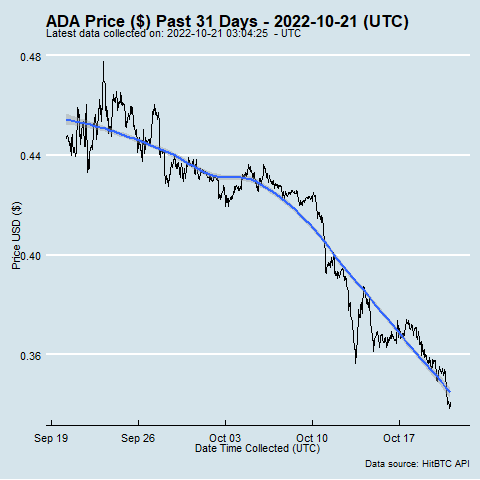 ADA Price ($) Past 31 Days - 2022-10-21 (UTC)
Latest data collected on: 2022-10-21 03:04:25 - UTC
0.48
0.44
0.40
0.36
Price USD ($)
Sep 19
Sep 26
Oct 03
Oct 10
Oct 17
Date Time Collected (UTC)
Data source: HitBTC API